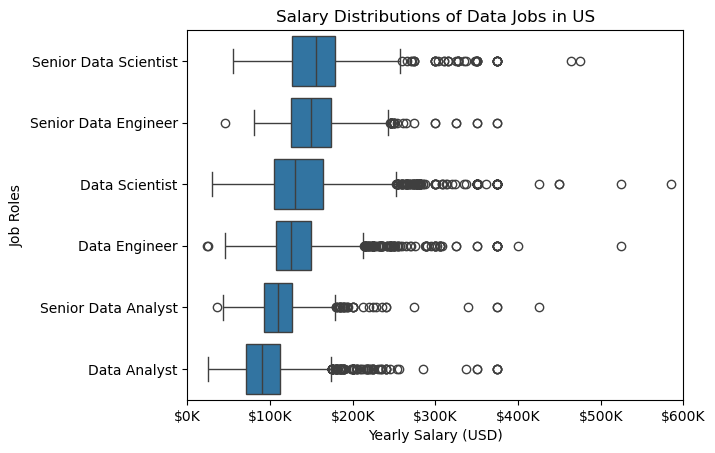 Salary Distributions of Data Jobs in US
Job Roles
Senior Data Scientist
Senior Data Engineer
Data Scientist
Data Engineer
Senior Data Analyst
Data Analyst
$0K $100K $200K $300K $400K $500K $600K
Yearly Salary (USD)